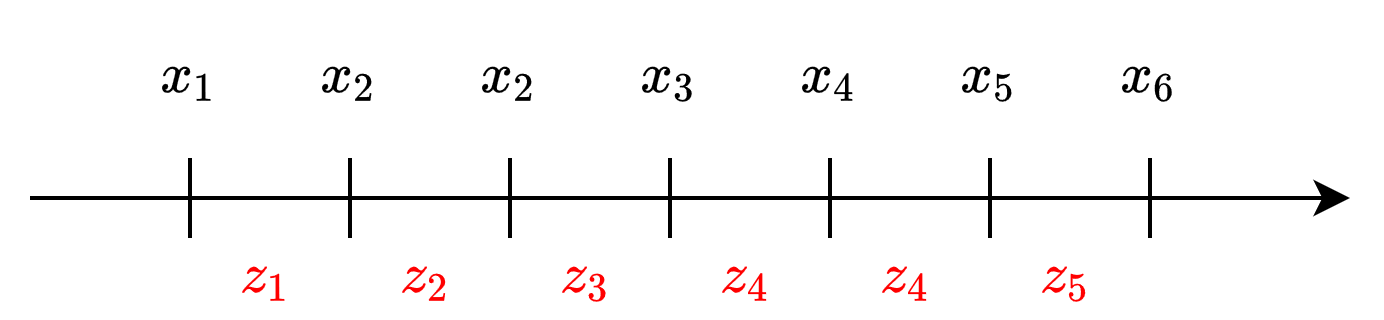 x₁ x₂ x₂ x₃ x₄ x₅ x₆
z₁ z₂ z₃ z₄ z₄ z₅